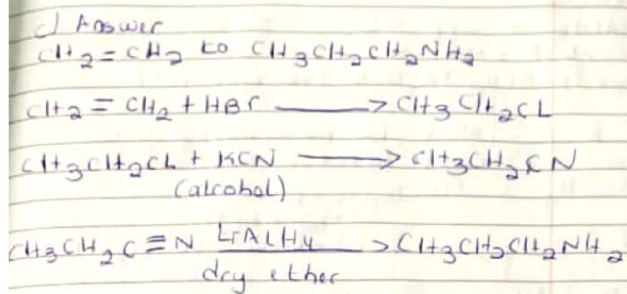 c) Answer
CH2 = CH2 to CH3CH2CH2NH2
CH2 = CH2 + HBr ⟶ CH3CH2CL
CH3CH2CL + KCN ⟶ CH3CH2CN
(alcohol)
CH3CH2C≡N LiALH4 ⟶ CH3CH2CH2NH2
dry ether